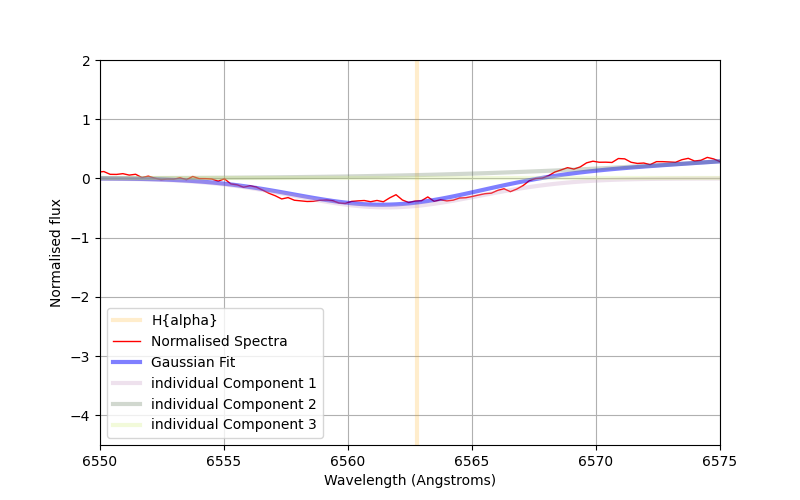 2
1
0
−1
−2
−3
−4
Normalised flux
H{alpha}
Normalised Spectra
Gaussian Fit
individual Component 1
individual Component 2
individual Component 3
6550 6555 6560 6565 6570 6575
Wavelength (Angstroms)